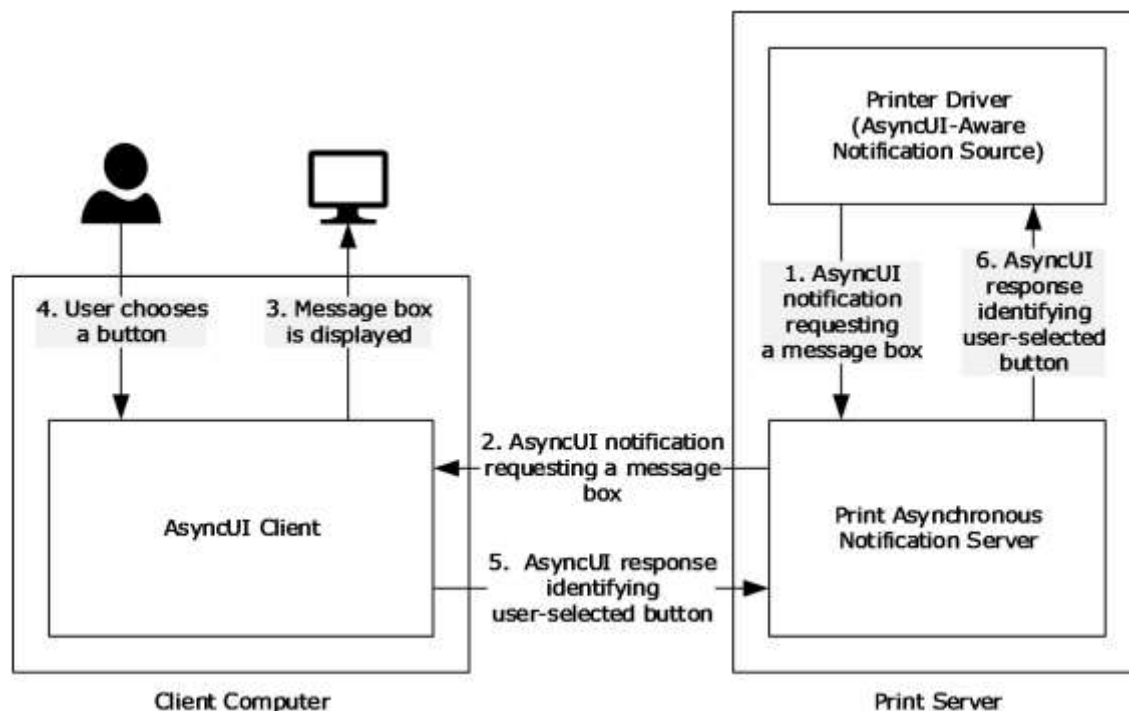 Printer Driver
(AsyncUI-Aware
Notification Source)
4. User chooses
a button
3. Message box
is displayed
1. AsyncUI
notification
requesting
a message box
6. AsyncUI
response
identifying
user-selected
button
2. AsyncUI notification
requesting a message
box
AsyncUI Client
Print Asynchronous
Notification Server
5. AsyncUI response
identifying
user-selected button
Client Computer
Print Server